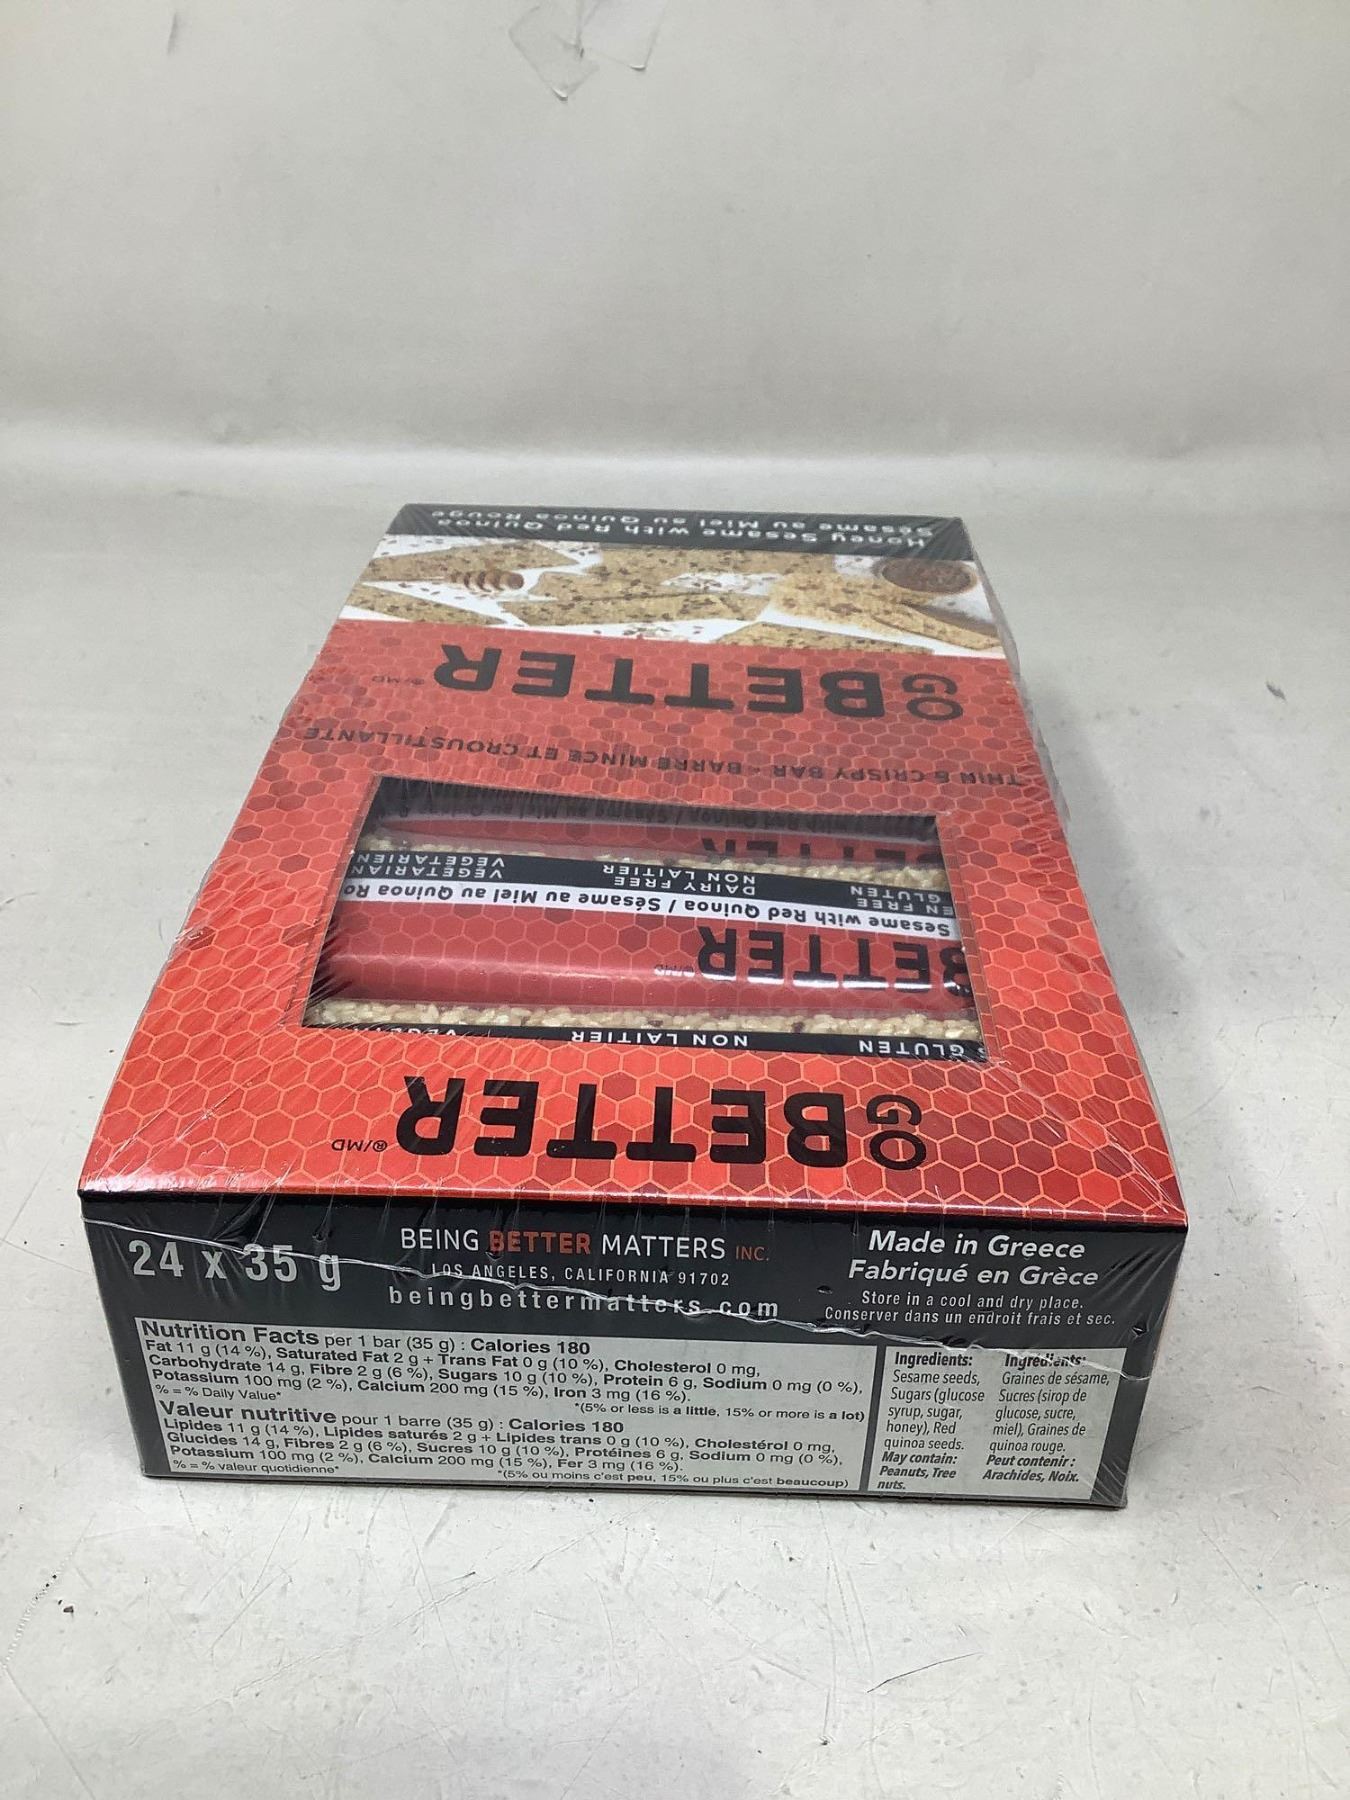 Honey Sesame with Red Quinoa
Sésame au Miel au Quinoa Rouge
GO
BETTER ®/MD
THIN & CRISPY BAR • BARRE MINCE ET CROUSTILLANTE
BETTER
VEGETARIAN
VEGETARIEN
DAIRY FREE
NON LAITIER
EN FREE
GLUTEN
Sesame with Red Quinoa / Sésame au Miel au Quinoa Ro
BETTER ®/MD
GLUTEN NON LAITIER
GO
BETTER ®/MD
24 x 35 g
BEING BETTER MATTERS INC.
LOS ANGELES, CALIFORNIA 91702
beingbettermatters.com
Made in Greece
Fabriqué en Grèce
Store in a cool and dry place.
Conserver dans un endroit frais et sec.
Nutrition Facts per 1 bar (35 g) : Calories 180
Fat 11 g (14 %), Saturated Fat 2 g + Trans Fat 0 g (10 %), Cholesterol 0 mg,
Carbohydrate 14 g, Fibre 2 g (6 %), Sugars 10 g (10 %), Protein 6 g, Sodium 0 mg (0 %),
Potassium 100 mg (2 %), Calcium 200 mg (15 %), Iron 3 mg (16 %).
% = % Daily Value* *(5% or less is a little, 15% or more is a lot)
Valeur nutritive pour 1 barre (35 g) : Calories 180
Lipides 11 g (14 %), Lipides saturés 2 g + Lipides trans 0 g (10 %), Cholestérol 0 mg,
Glucides 14 g, Fibres 2 g (6 %), Sucres 10 g (10 %), Protéines 6 g, Sodium 0 mg (0 %),
Potassium 100 mg (2 %), Calcium 200 mg (15 %), Fer 3 mg (16 %).
% = % valeur quotidienne* *(5% ou moins c'est peu, 15% ou plus c'est beaucoup)
Ingredients:
Sesame seeds,
Sugars (glucose
syrup, sugar,
honey), Red
quinoa seeds.
May contain:
Peanuts, Tree
nuts.
Ingrédients:
Graines de sésame,
Sucres (sirop de
glucose, sucre,
miel), Graines de
quinoa rouge.
Peut contenir :
Arachides, Noix.